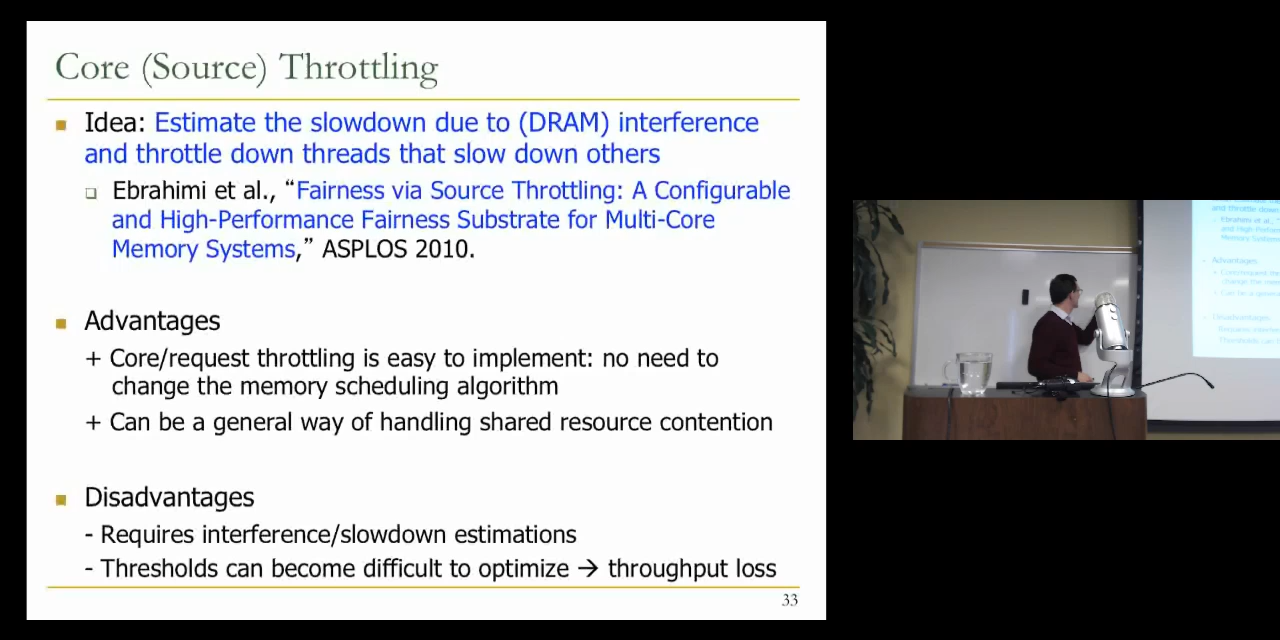 Core (Source) Throttling
Idea: Estimate the slowdown due to (DRAM) interference
and throttle down threads that slow down others
Ebrahimi et al., “Fairness via Source Throttling: A Configurable
and High-Performance Fairness Substrate for Multi-Core
Memory Systems,” ASPLOS 2010.
Advantages
+ Core/request throttling is easy to implement: no need to
change the memory scheduling algorithm
+ Can be a general way of handling shared resource contention
Disadvantages
- Requires interference/slowdown estimations
- Thresholds can become difficult to optimize → throughput loss
33